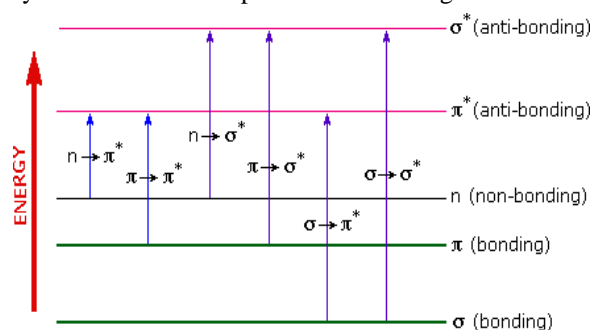 σ* (anti-bonding)
π* (anti-bonding)
n → π*
π → π*
n → σ*
π → σ*
σ → π*
σ → σ*
n (non-bonding)
π (bonding)
σ (bonding)
ENERGY